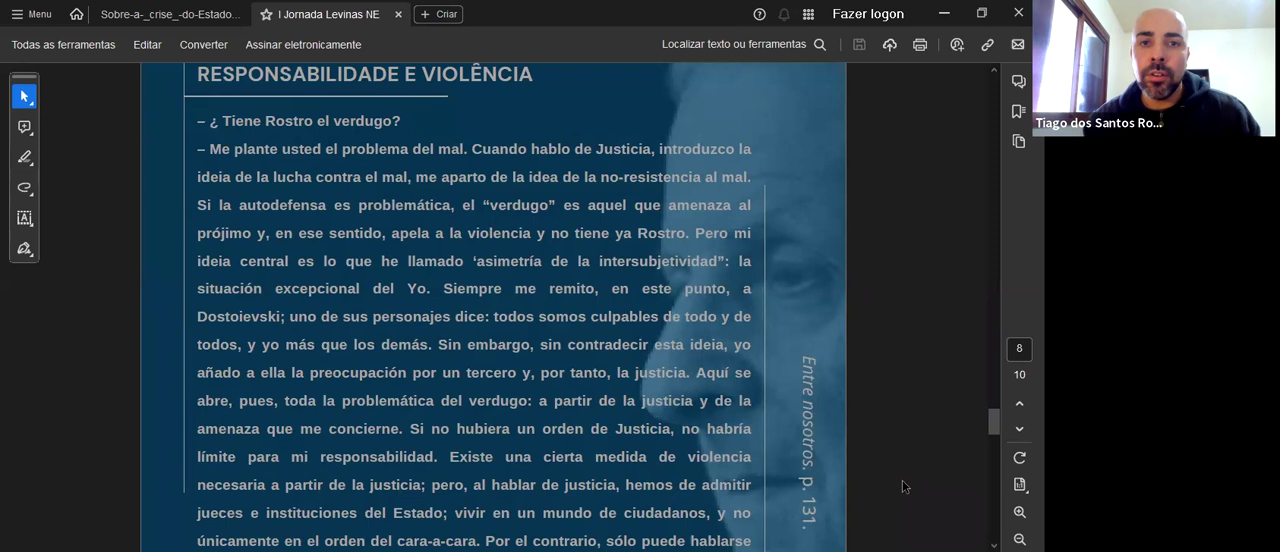 Menu
Sobre-a-_crise_-do-Estado...
I Jornada Levinas NE
Criar
Fazer logon
Todas as ferramentas
Editar
Converter
Assinar eletronicamente
Localizar texto ou ferramentas
Tiago dos Santos Ro...
RESPONSABILIDADE E VIOLÊNCIA
– ¿ Tiene Rostro el verdugo?
– Me plante usted el problema del mal. Cuando hablo de Justicia, introduzco la
ideia de la lucha contra el mal, me aparto de la idea de la no-resistencia al mal.
Si la autodefensa es problemática, el “verdugo” es aquel que amenaza al
prójimo y, en ese sentido, apela a la violencia y no tiene ya Rostro. Pero mi
ideia central es lo que he llamado ‘asimetría de la intersubjetividad”: la
situación excepcional del Yo. Siempre me remito, en este punto, a
Dostoievski; uno de sus personajes dice: todos somos culpables de todo y de
todos, y yo más que los demás. Sin embargo, sin contradecir esta ideia, yo
añado a ella la preocupación por un tercero y, por tanto, la justicia. Aquí se
abre, pues, toda la problemática del verdugo: a partir de la justicia y de la
amenaza que me concierne. Si no hubiera un orden de Justicia, no habría
límite para mi responsabilidad. Existe una cierta medida de violencia
necesaria a partir de la justicia; pero, al hablar de justicia, hemos de admitir
jueces e instituciones del Estado; vivir en un mundo de ciudadanos, y no
únicamente en el orden del cara-a-cara. Por el contrario, sólo puede hablarse
Entre nosotros. p. 131.
8
10